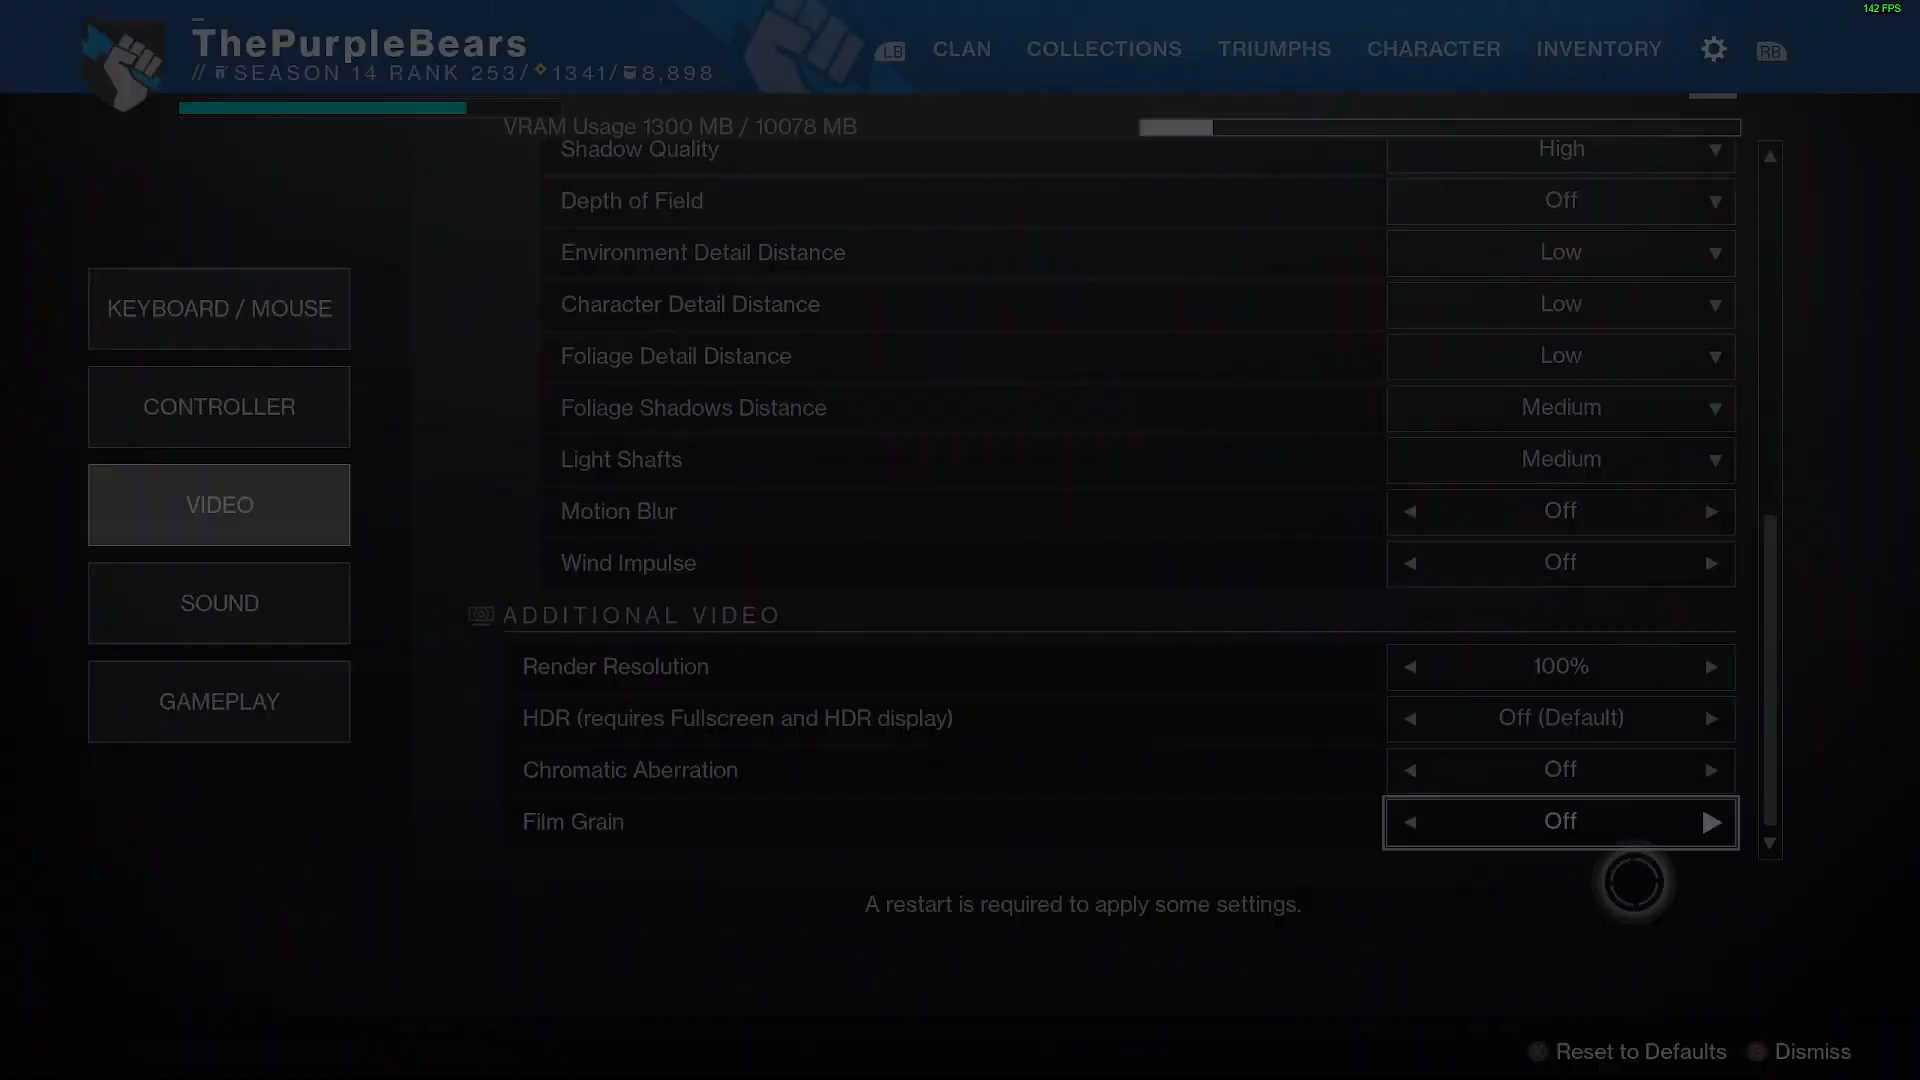 142 FPS
ThePurpleBears
// SEASON 14 RANK 253/1341/8,898
LB CLAN COLLECTIONS TRIUMPHS CHARACTER INVENTORY RB
VRAM Usage 1300 MB / 10078 MB
Shadow Quality High
Depth of Field Off
Environment Detail Distance Low
Character Detail Distance Low
Foliage Detail Distance Low
Foliage Shadows Distance Medium
Light Shafts Medium
Motion Blur Off
Wind Impulse Off
KEYBOARD / MOUSE
CONTROLLER
VIDEO
SOUND
GAMEPLAY
ADDITIONAL VIDEO
Render Resolution 100%
HDR (requires Fullscreen and HDR display) Off (Default)
Chromatic Aberration Off
Film Grain Off
A restart is required to apply some settings.
Reset to Defaults Dismiss